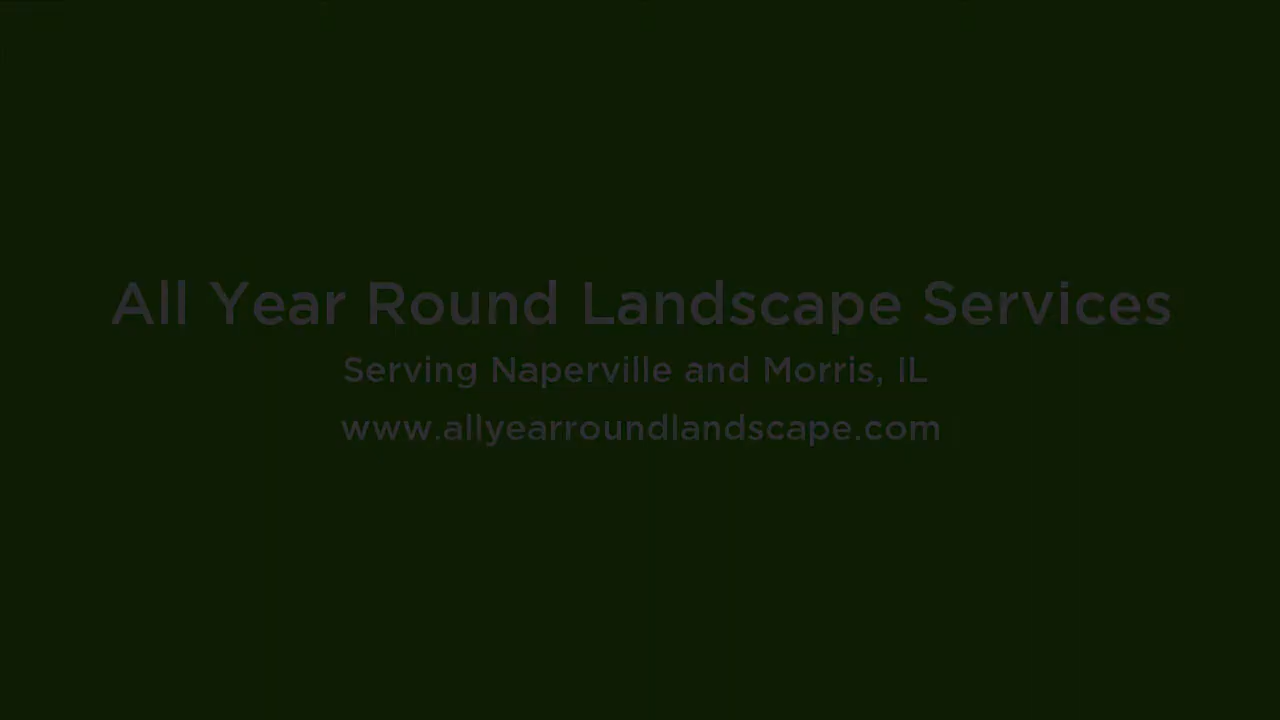 All Year Round Landscape Services
Serving Naperville and Morris, IL
www.allyearroundlandscape.com